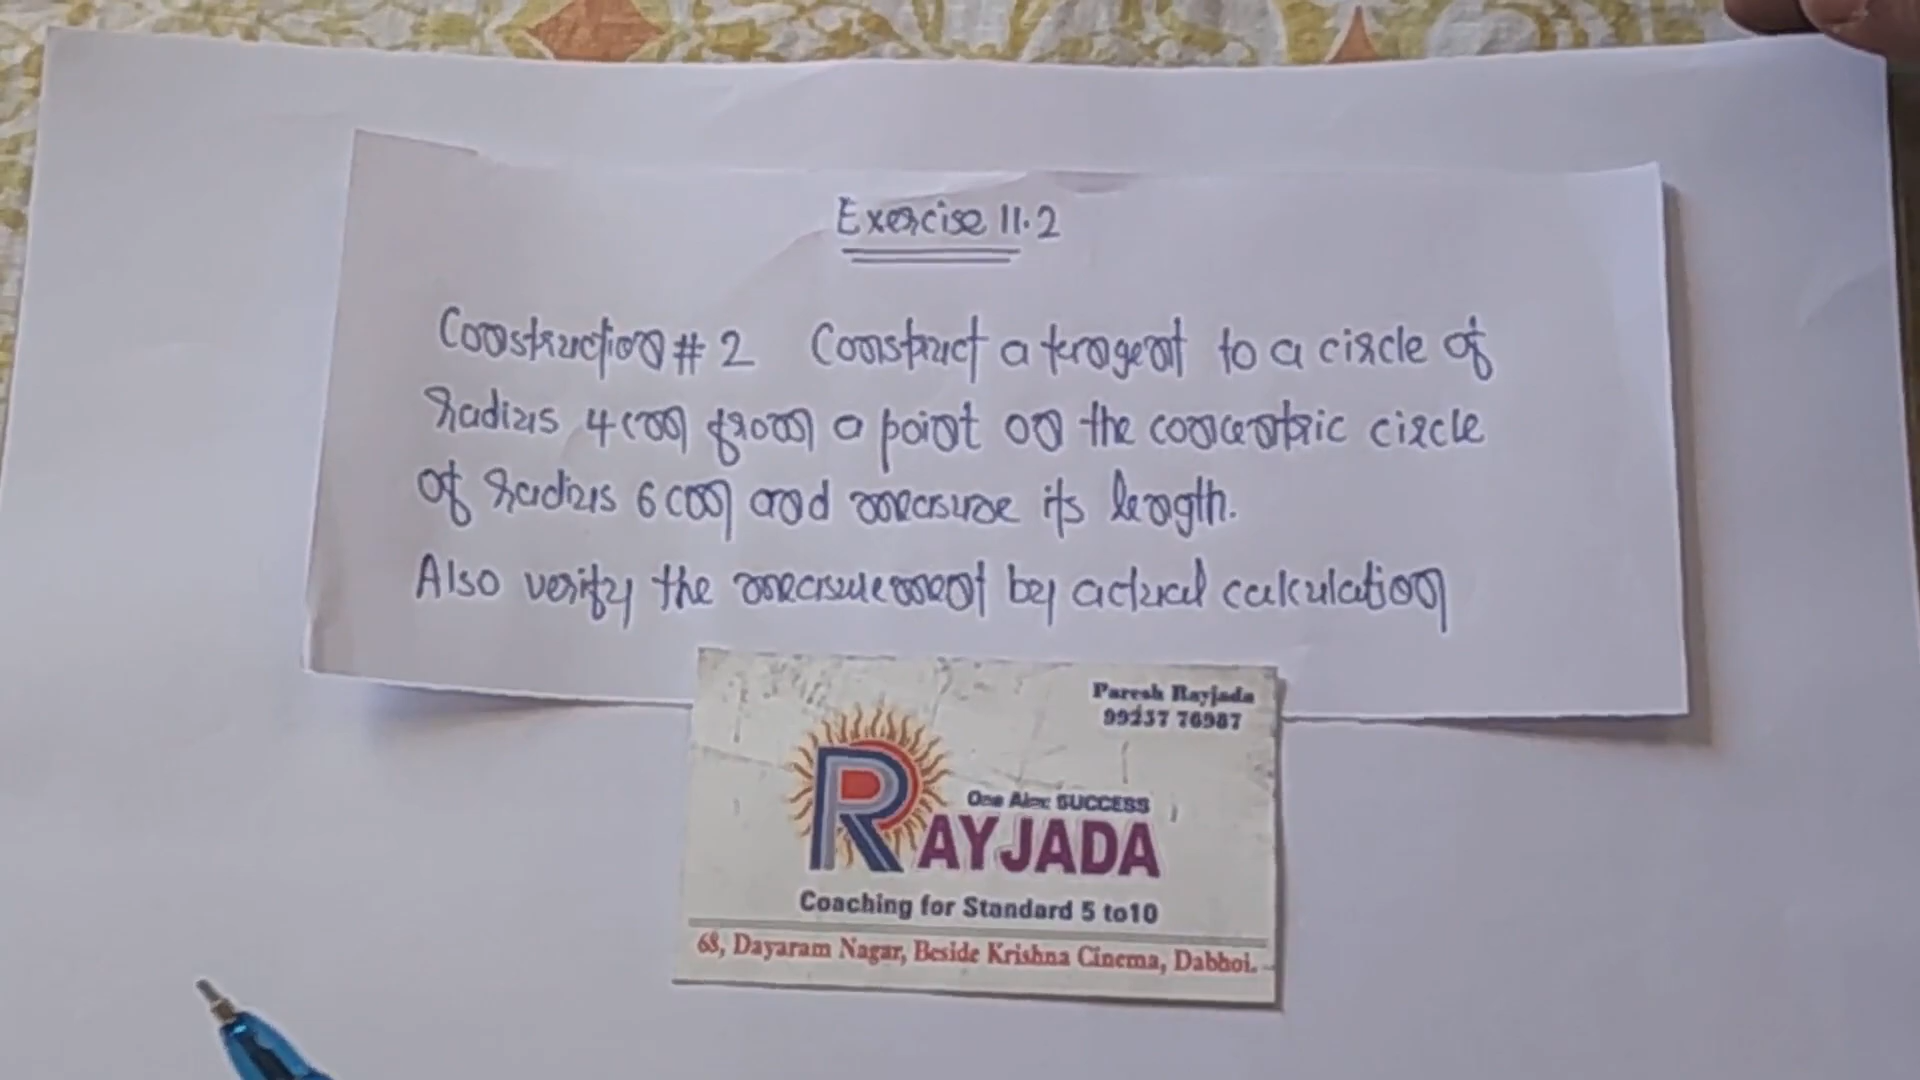 Exercise 11.2
Construction # 2 Construct a tangent to a circle of
radius 4 cm from a point on the concentric circle
of radius 6 cm and measure its length.
Also verify the measurement by actual calculation
Paresh Rayjada
99237 76987
One Aim: SUCCESS
RAYJADA
Coaching for Standard 5 to10
68, Dayaram Nagar, Beside Krishna Cinema, Dabhoi.